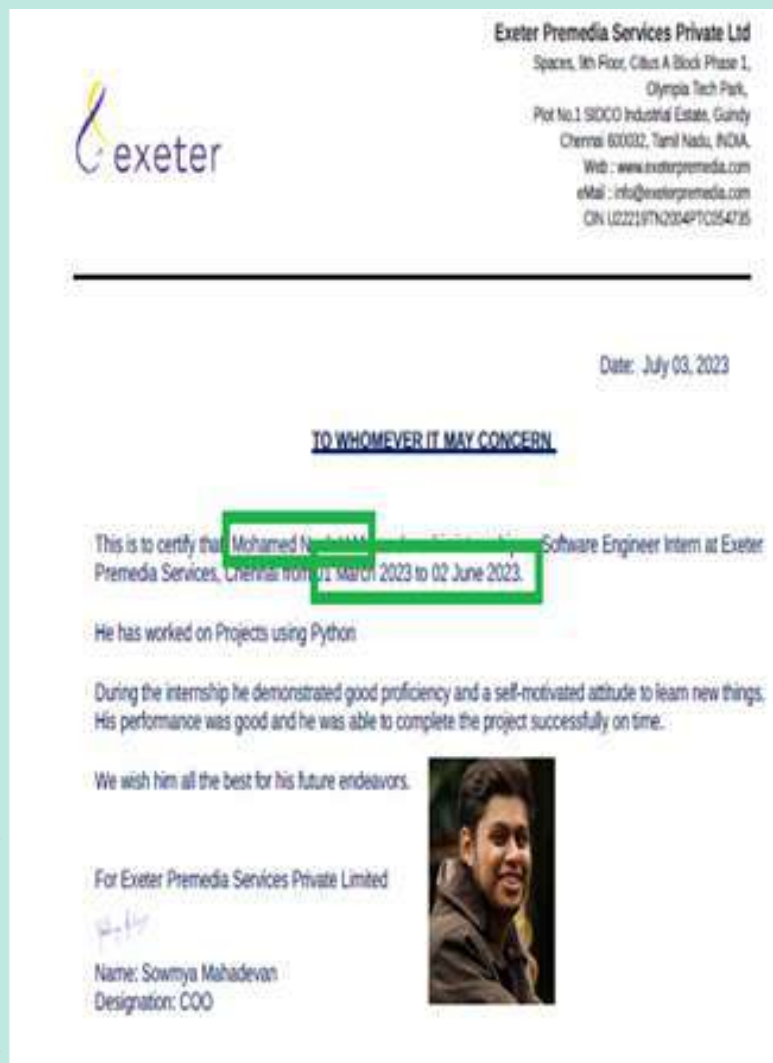 Exeter Premedia Services Private Ltd
Spaces, 9th Floor, Citius A Block Phase 1,
Olympia Tech Park,
Plot No.1 SIDCO Industrial Estate, Guindy
Chennai 600032, Tamil Nadu, INDIA.
Web : www.exeterpremedia.com
eMail : info@exeterpremedia.com
CIN U22219TN2004PTC054735
exeter
Date: July 03, 2023
TO WHOMEVER IT MAY CONCERN
This is to certify that Mohamed Software Engineer Intern at Exeter
Premedia Services, Chennai from 01 March 2023 to 02 June 2023.
He has worked on Projects using Python
During the internship he demonstrated good proficiency and a self-motivated attitude to learn new things.
His performance was good and he was able to complete the project successfully on time.
We wish him all the best for his future endeavors.
For Exeter Premedia Services Private Limited
Name: Sowmya Mahadevan
Designation: COO